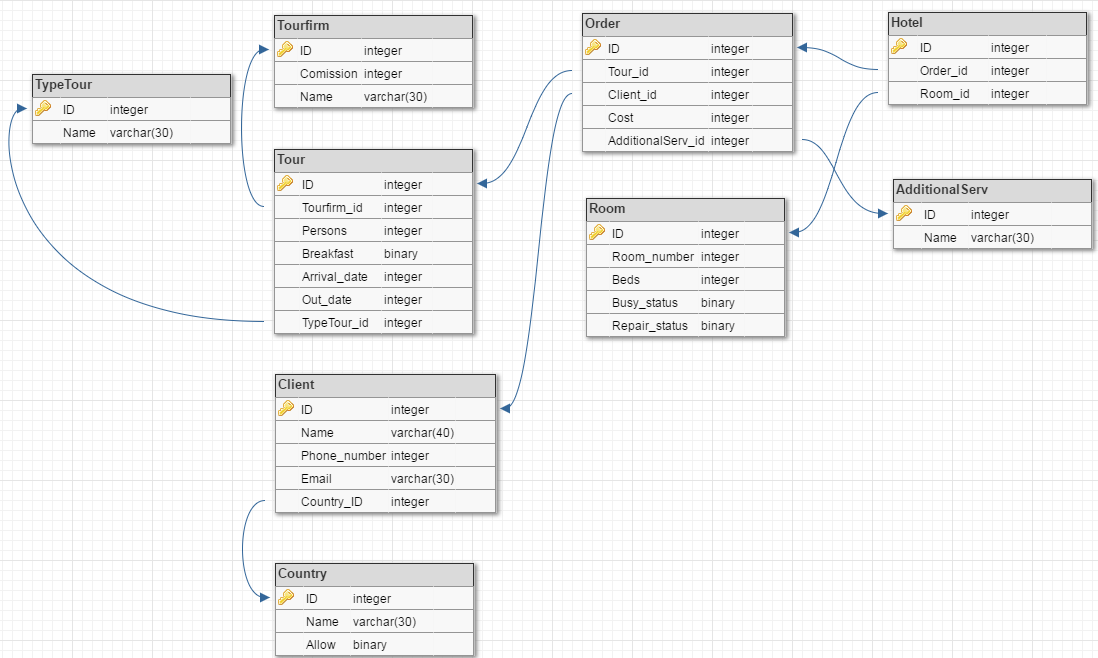 TypeTour
ID integer
Name varchar(30)
Tourfirm
ID integer
Comission integer
Name varchar(30)
Tour
ID integer
Tourfirm_id integer
Persons integer
Breakfast binary
Arrival_date integer
Out_date integer
TypeTour_id integer
Client
ID integer
Name varchar(40)
Phone_number integer
Email varchar(30)
Country_ID integer
Country
ID integer
Name varchar(30)
Allow binary
Order
ID integer
Tour_id integer
Client_id integer
Cost integer
AdditionalServ_id integer
Room
ID integer
Room_number integer
Beds integer
Busy_status binary
Repair_status binary
Hotel
ID integer
Order_id integer
Room_id integer
AdditionalServ
ID integer
Name varchar(30)